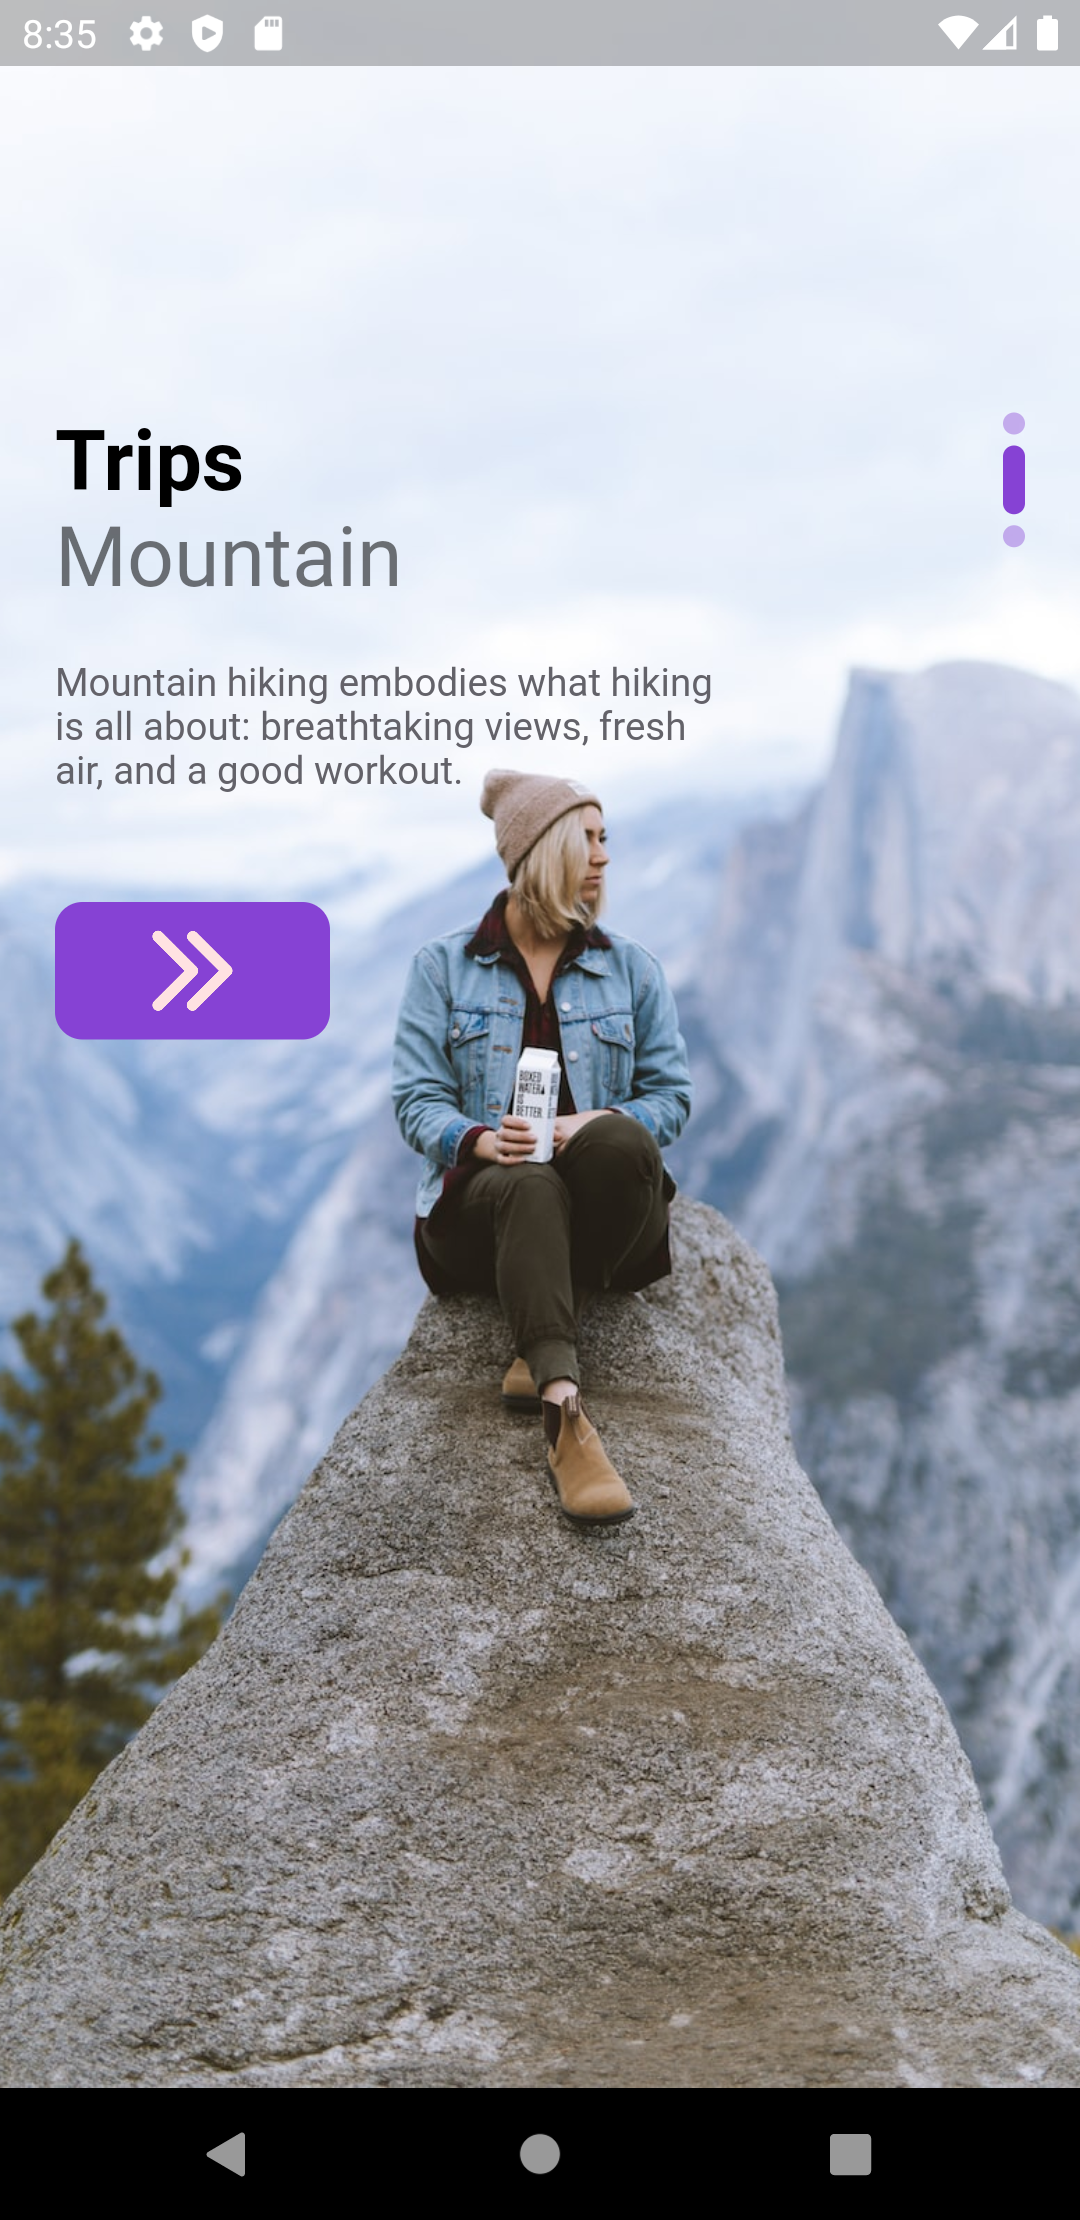 8:35
Trips
Mountain
Mountain hiking embodies what hiking
is all about: breathtaking views, fresh
air, and a good workout.
BOXED
WATER
IS
BETTER.